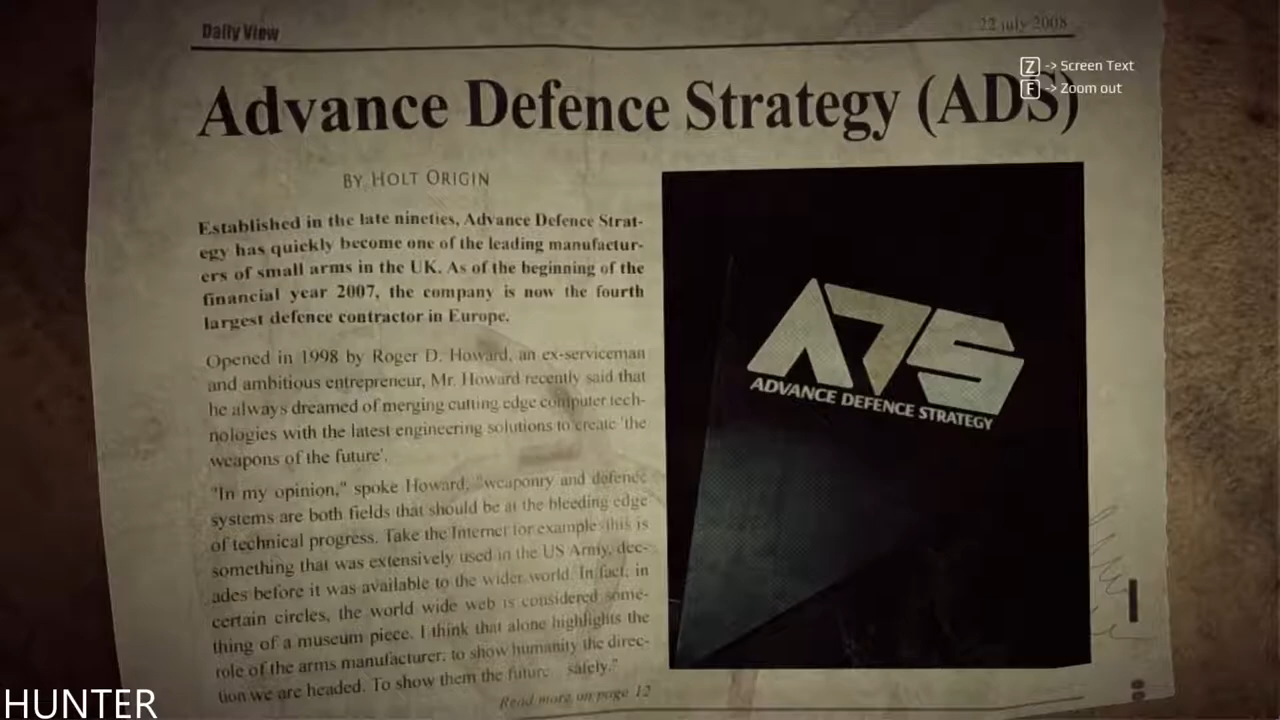 Daily View
22 july 2008
Z -> Screen Text
F -> Zoom out
Advance Defence Strategy (ADS)
BY HOLT ORIGIN
Established in the late nineties, Advance Defence Strat-
egy has quickly become one of the leading manufactur-
ers of small arms in the UK. As of the beginning of the
financial year 2007, the company is now the fourth
largest defence contractor in Europe.
Opened in 1998 by Roger D. Howard, an ex-serviceman
and ambitious entrepreneur, Mr. Howard recently said that
he always dreamed of merging cutting edge computer tech-
nologies with the latest engineering solutions to create 'the
weapons of the future'.
"In my opinion," spoke Howard, "weaponry and defence
systems are both fields that should be at the bleeding edge
of technical progress. Take the Internet for example: this is
something that was extensively used in the US Army, dec-
ades before it was available to the wider world. In fact, in
certain circles, the world wide web is considered some-
thing of a museum piece. I think that alone highlights the
role of the arms manufacturer: to show humanity the direc-
tion we are headed. To show them the future safely."
Read more on page 12
ADS
ADVANCE DEFENCE STRATEGY
HUNTER